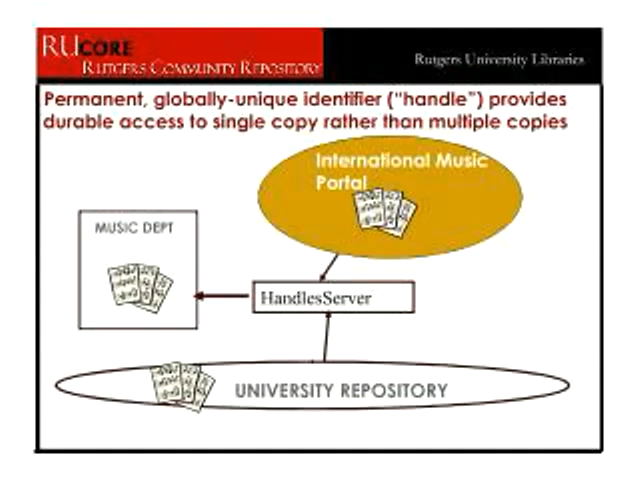 RUCORE
RUTGERS COMMUNITY REPOSITORY
Rutgers University Libraries
Permanent, globally-unique identifier (“handle”) provides
durable access to single copy rather than multiple copies
International Music
Portal
MUSIC DEPT
HandlesServer
UNIVERSITY REPOSITORY